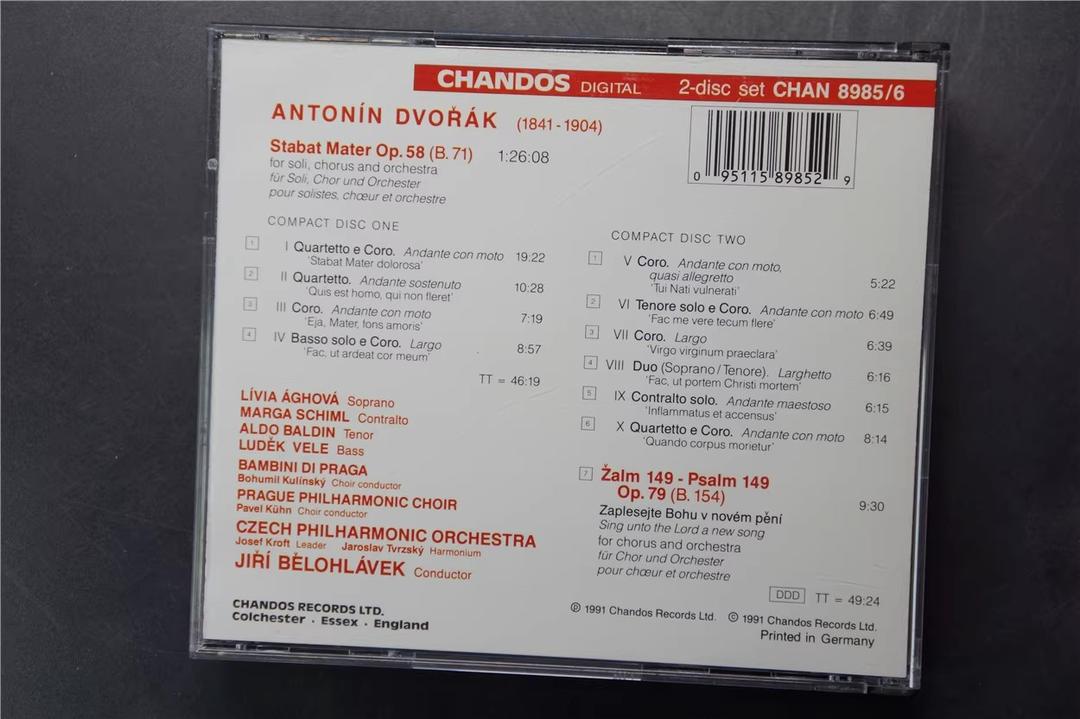 CHANDOS DIGITAL 2-disc set CHAN 8985/6
ANTONÍN DVOŘÁK (1841-1904)
0 95115 89852 9
Stabat Mater Op. 58 (B. 71) 1:26:08
for soli, chorus and orchestra
für Soli, Chor und Orchester
pour solistes, chœur et orchestre
COMPACT DISC ONE
1 I Quartetto e Coro. Andante con moto 19:22
'Stabat Mater dolorosa'
2 II Quartetto. Andante sostenuto 10:28
'Quis est homo, qui non fleret'
3 III Coro. Andante con moto 7:19
'Eja, Mater, fons amoris'
4 IV Basso solo e Coro. Largo 8:57
'Fac, ut ardeat cor meum'
TT = 46:19
LÍVIA ÁGHOVÁ Soprano
MARGA SCHIML Contralto
ALDO BALDIN Tenor
LUDĚK VELE Bass
BAMBINI DI PRAGA
Bohumil Kulínský Choir conductor
PRAGUE PHILHARMONIC CHOIR
Pavel Kühn Choir conductor
CZECH PHILHARMONIC ORCHESTRA
Josef Kroft Leader Jaroslav Tvrzský Harmonium
JIŘÍ BĚLOHLÁVEK Conductor
CHANDOS RECORDS LTD.
Colchester · Essex · England
COMPACT DISC TWO
1 V Coro. Andante con moto,
quasi allegretto 5:22
'Tui Nati vulnerati'
2 VI Tenore solo e Coro. Andante con moto 6:49
'Fac me vere tecum flere'
3 VII Coro. Largo 6:39
'Virgo virginum praeclara'
4 VIII Duo (Soprano/Tenore). Larghetto 6:16
'Fac, ut portem Christi mortem'
5 IX Contralto solo. Andante maestoso 6:15
'Inflammatus et accensus'
6 X Quartetto e Coro. Andante con moto 8:14
'Quando corpus morietur'
7 Žalm 149 - Psalm 149
Op. 79 (B. 154) 9:30
Zaplesejte Bohu v novém pění
Sing unto the Lord a new song
for chorus and orchestra
für Chor und Orchester
pour chœur et orchestre
DDD TT = 49:24
℗ 1991 Chandos Records Ltd. © 1991 Chandos Records Ltd.
Printed in Germany